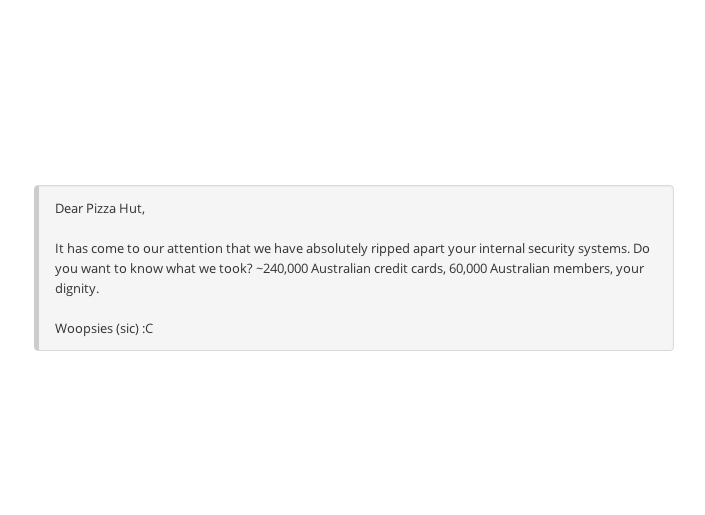 Dear Pizza Hut,
It has come to our attention that we have absolutely ripped apart your internal security systems. Do
you want to know what we took? ~240,000 Australian credit cards, 60,000 Australian members, your
dignity.
Woopsies (sic) :C